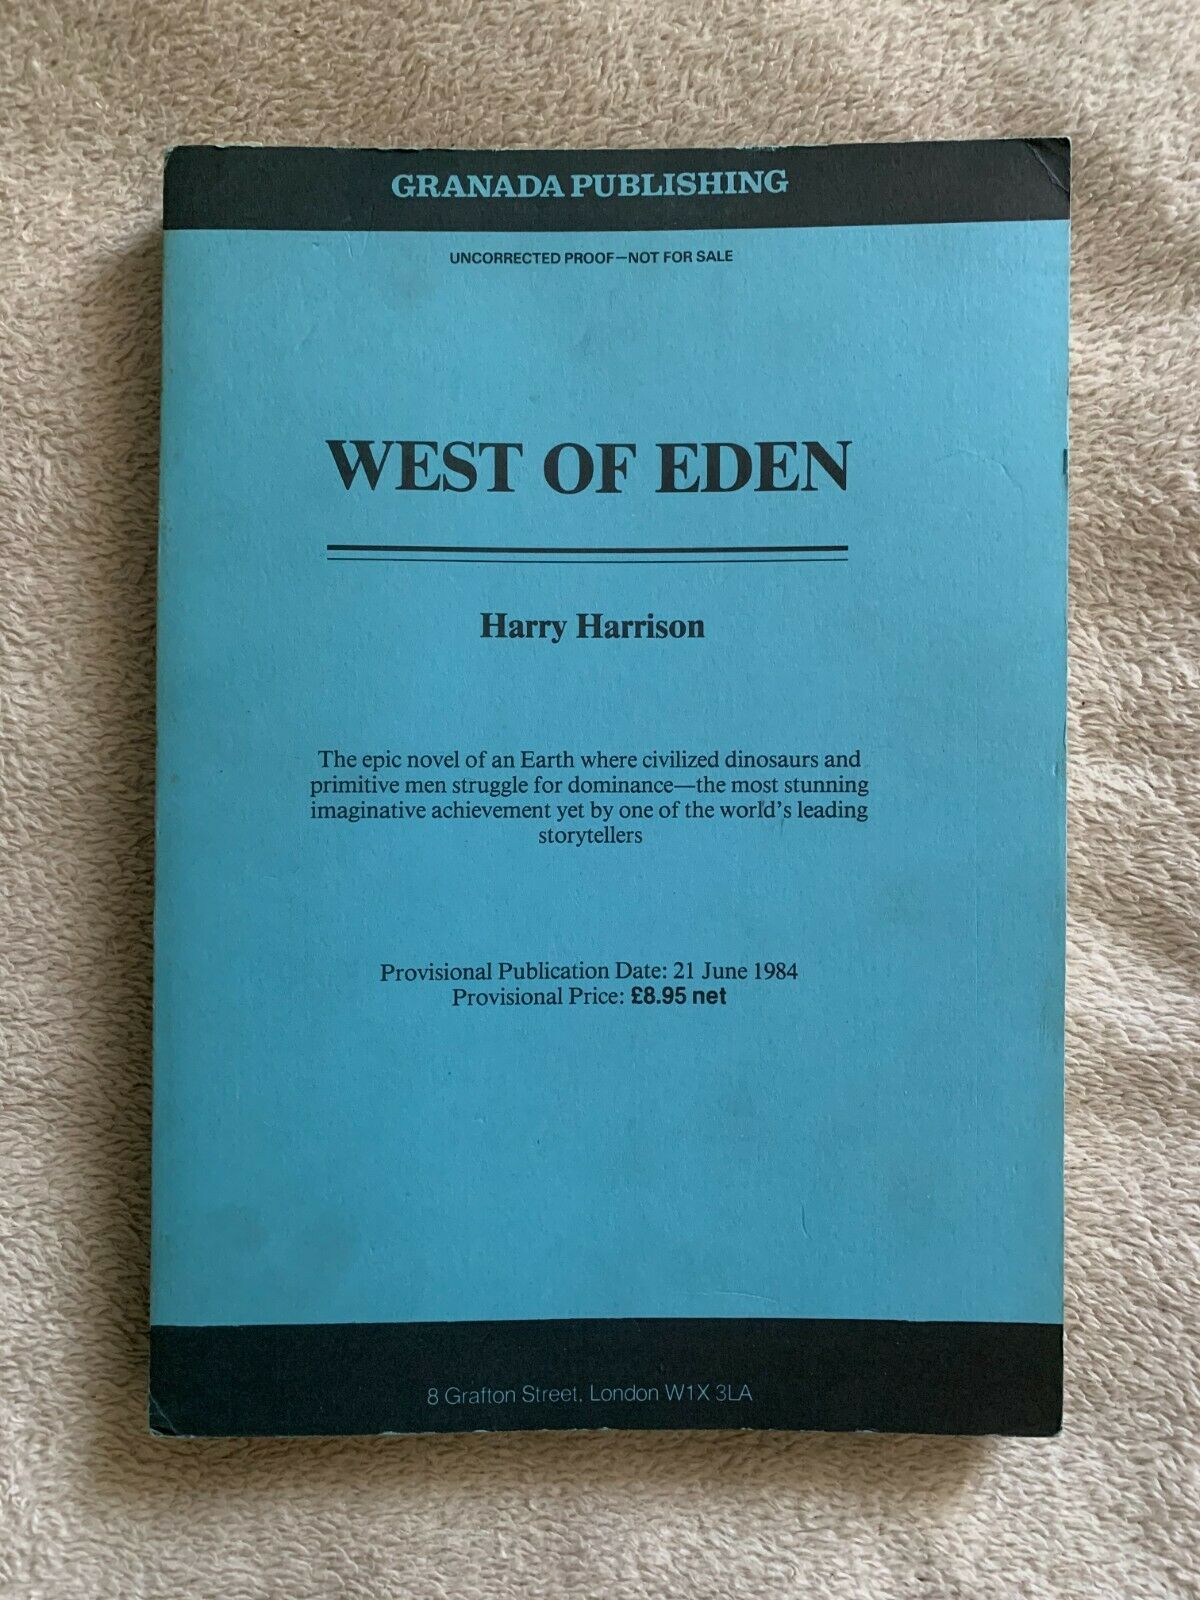 GRANADA PUBLISHING
UNCORRECTED PROOF—NOT FOR SALE
WEST OF EDEN
Harry Harrison
The epic novel of an Earth where civilized dinosaurs and
primitive men struggle for dominance—the most stunning
imaginative achievement yet by one of the world's leading
storytellers
Provisional Publication Date: 21 June 1984
Provisional Price: £8.95 net
8 Grafton Street, London W1X 3LA